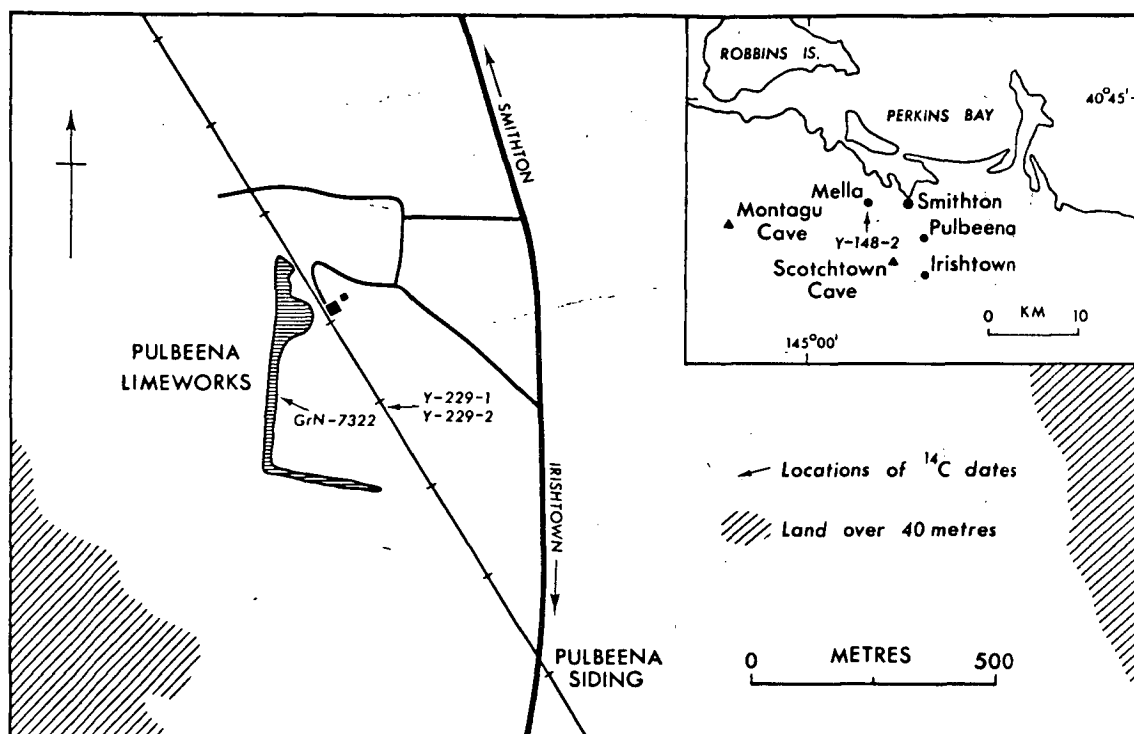 SMITHTON
PULBEENA
LIMEWORKS
GrN-7322
Y-229-1
Y-229-2
IRISHTOWN
PULBEENA
SIDING
ROBBINS IS.
PERKINS BAY
40°45'
Mella
Smithton
Montagu
Cave
Y-148-2
Pulbeena
Scotchtown
Cave
Irishtown
0 KM 10
145°00'
Locations of ¹⁴C dates
Land over 40 metres
0 METRES 500